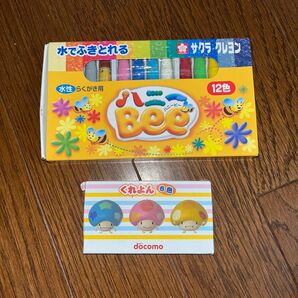 水でふきとれる
サクラクレヨン
水性 らくがき用
12色
ハニー
Bee
くれよん 6色
docomo